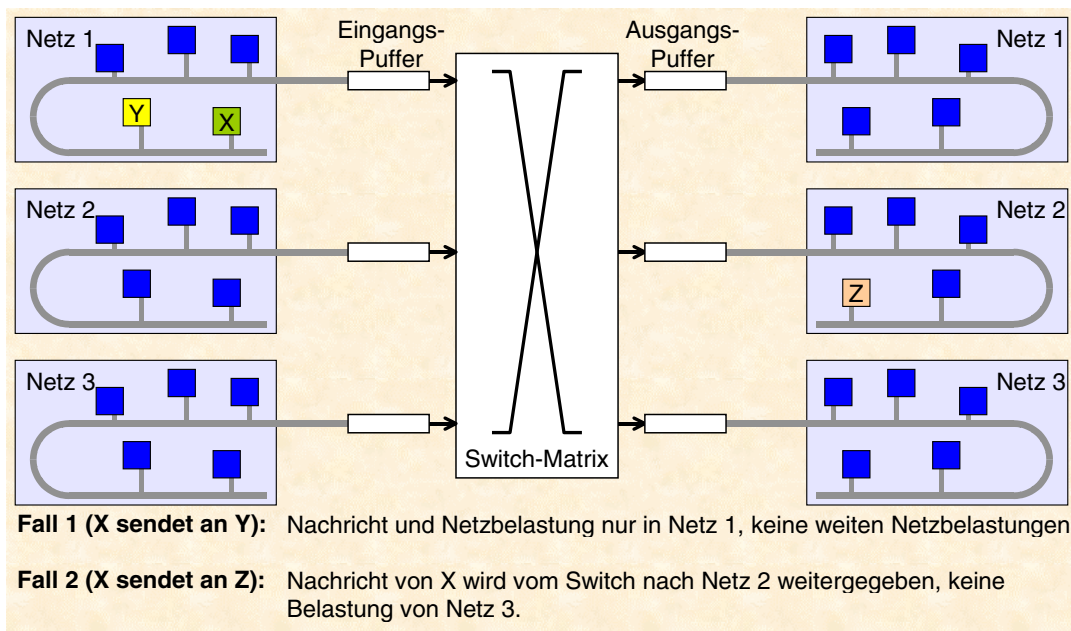 Netz 1
Eingangs-
Puffer
Ausgangs-
Puffer
Netz 1
Y
X
Netz 2
Netz 2
Z
Netz 3
Netz 3
Switch-Matrix
Fall 1 (X sendet an Y): Nachricht und Netzbelastung nur in Netz 1, keine weiten Netzbelastungen
Fall 2 (X sendet an Z): Nachricht von X wird vom Switch nach Netz 2 weitergegeben, keine
Belastung von Netz 3.